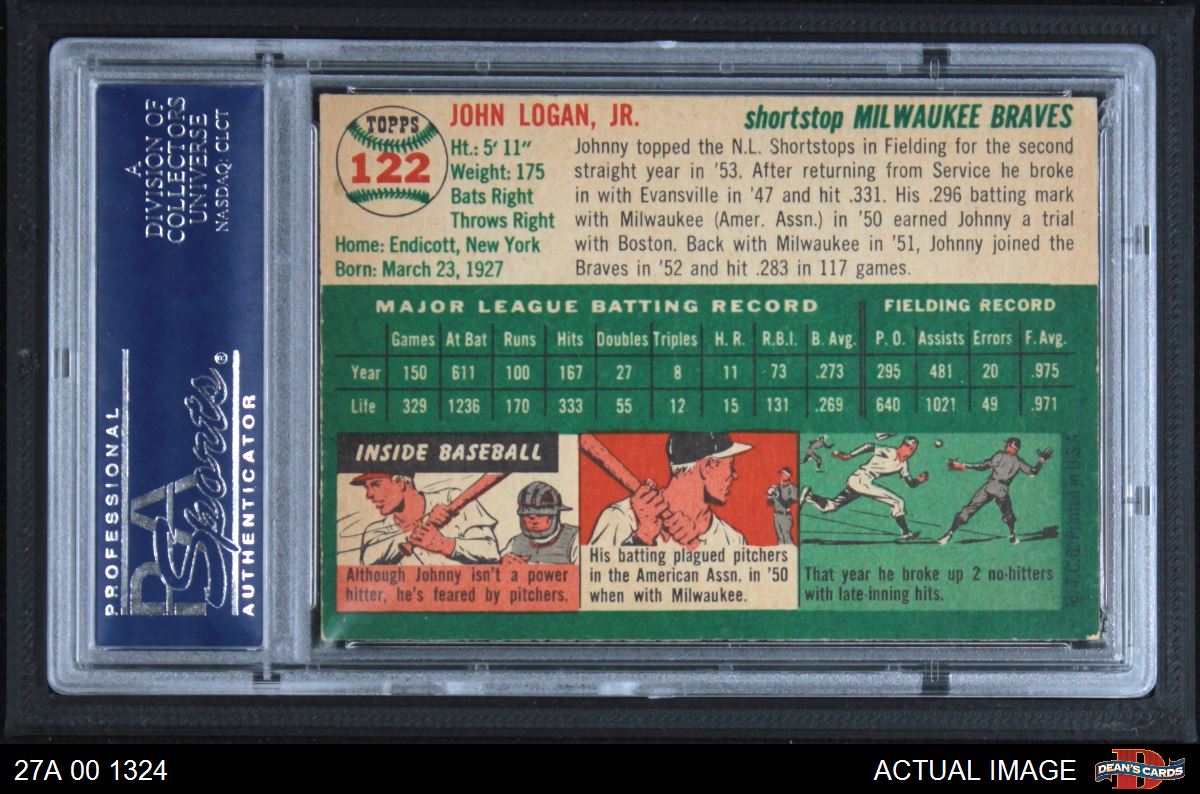 A
DIVISION OF
COLLECTORS
UNIVERSE
NASDAQ: CLCT
PROFESSIONAL
PSA
Sports®
AUTHENTICATOR
TOPPS
122
JOHN LOGAN, JR.
shortstop MILWAUKEE BRAVES
Ht.: 5' 11"
Weight: 175
Bats Right
Throws Right
Home: Endicott, New York
Born: March 23, 1927
Johnny topped the N.L. Shortstops in Fielding for the second
straight year in '53. After returning from Service he broke
in with Evansville in '47 and hit .331. His .296 batting mark
with Milwaukee (Amer. Assn.) in '50 earned Johnny a trial
with Boston. Back with Milwaukee in '51, Johnny joined the
Braves in '52 and hit .283 in 117 games.
MAJOR LEAGUE BATTING RECORD FIELDING RECORD
Games At Bat Runs Hits Doubles Triples H. R. R.B.I. B. Avg. P. O. Assists Errors F. Avg.
Year 150 611 100 167 27 8 11 73 .273 295 481 20 .975
Life 329 1236 170 333 55 12 15 131 .269 640 1021 49 .971
INSIDE BASEBALL
Although Johnny isn't a power
hitter, he's feared by pitchers.
His batting plagued pitchers
in the American Assn. in '50
when with Milwaukee.
That year he broke up 2 no-hitters
with late-inning hits.
© T.C.G. Prtd in U.S.A
27A 00 1324
ACTUAL IMAGE
D
DEAN'S CARDS